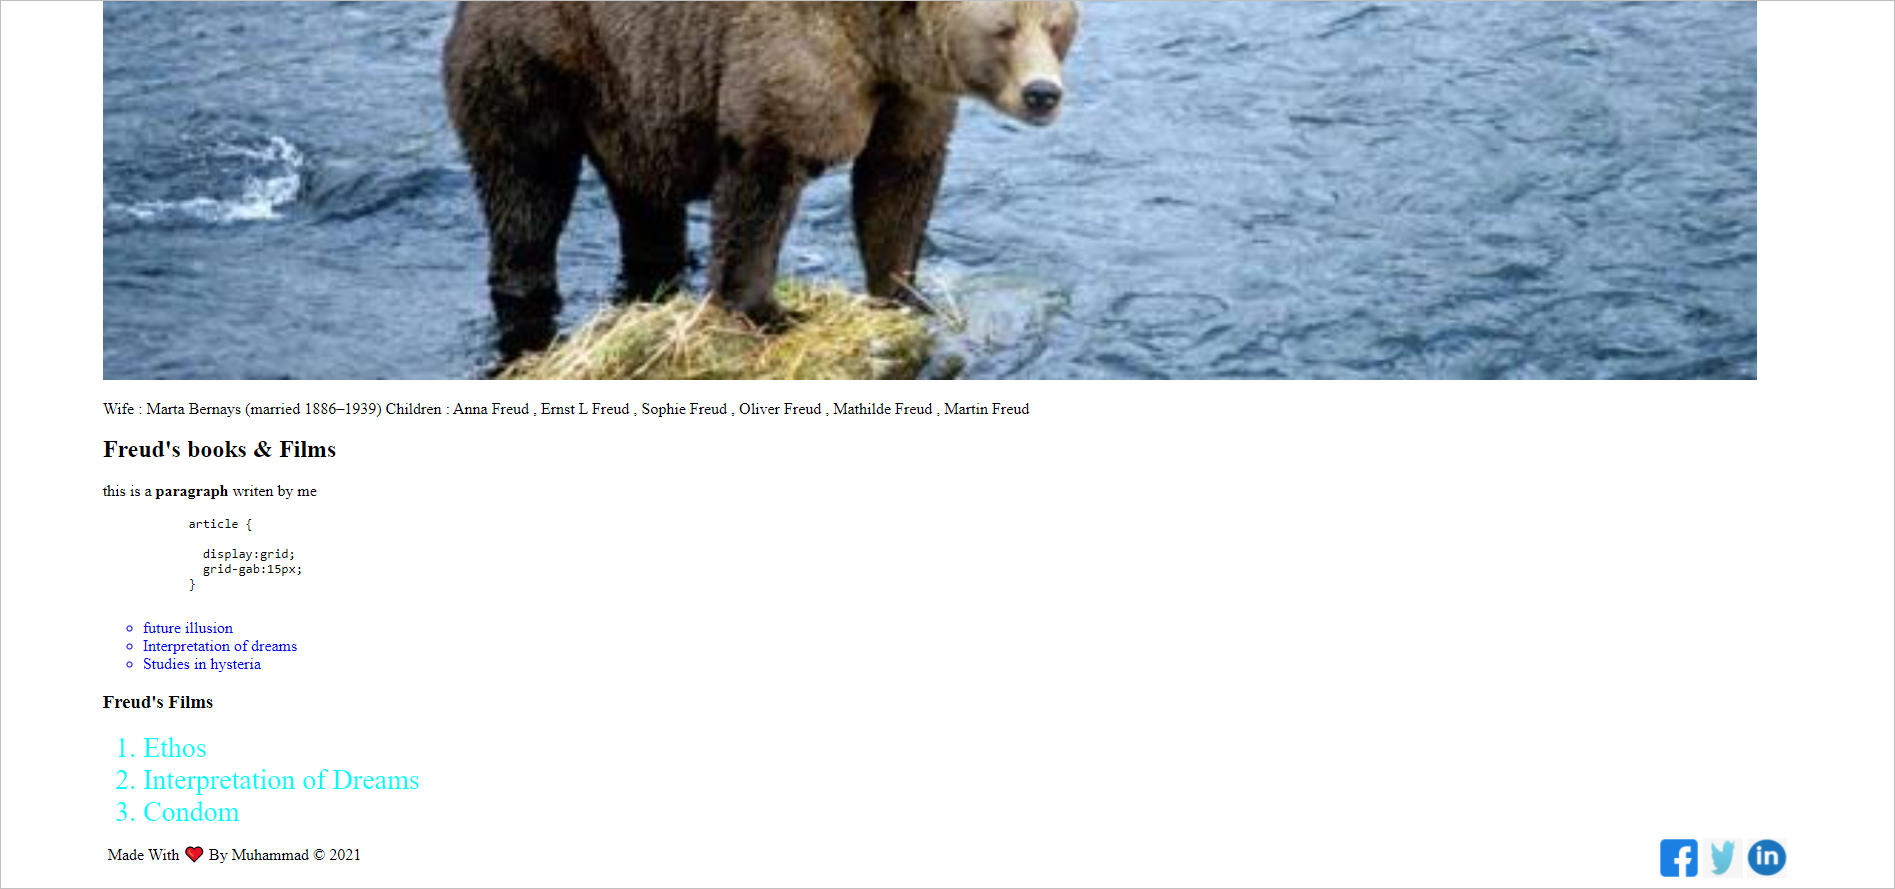 Wife : Marta Bernays (married 1886–1939) Children : Anna Freud , Ernst L Freud , Sophie Freud , Oliver Freud , Mathilde Freud , Martin Freud
Freud's books & Films
this is a paragraph writen by me
article {
display:grid;
grid-gab:15px;
}
future illusion
Interpretation of dreams
Studies in hysteria
Freud's Films
1. Ethos
2. Interpretation of Dreams
3. Condom
Made With ❤ By Muhammad © 2021
in